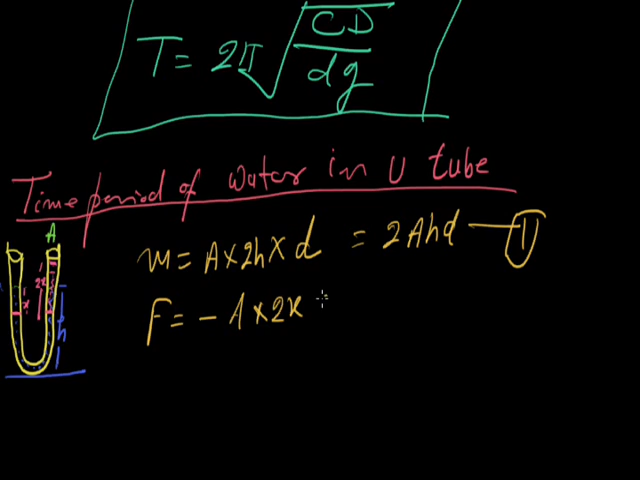 T = 2π √(CD/dg)
Time period of water in U tube
A
m = A×2h×d = 2Ahd — 1
F = – A×2x
x
2x
h